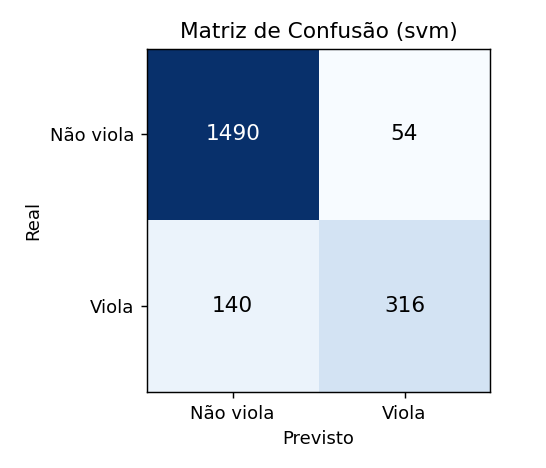 Matriz de Confusão (svm)
Não viola
1490
54
Real
Viola
140
316
Não viola
Viola
Previsto